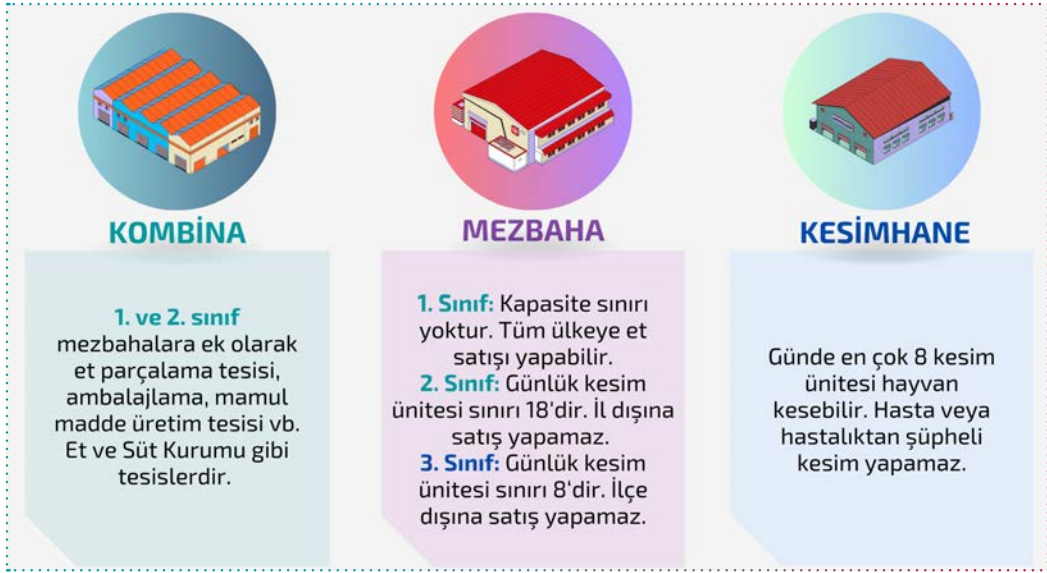 KOMBİNA
1. ve 2. sınıf
mezbahalara ek olarak
et parçalama tesisi,
ambalajlama, mamul
madde üretim tesisi vb.
Et ve Süt Kurumu gibi
tesislerdir.
MEZBAHA
1. Sınıf: Kapasite sınırı
yoktur. Tüm ülkeye et
satışı yapabilir.
2. Sınıf: Günlük kesim
ünitesi sınırı 18'dir. İl dışına
satış yapamaz.
3. Sınıf: Günlük kesim
ünitesi sınırı 8'dir. İlçe
dışına satış yapamaz.
KESİMHANE
Günde en çok 8 kesim
ünitesi hayvan
kesebilir. Hasta veya
hastalıktan şüpheli
kesim yapamaz.